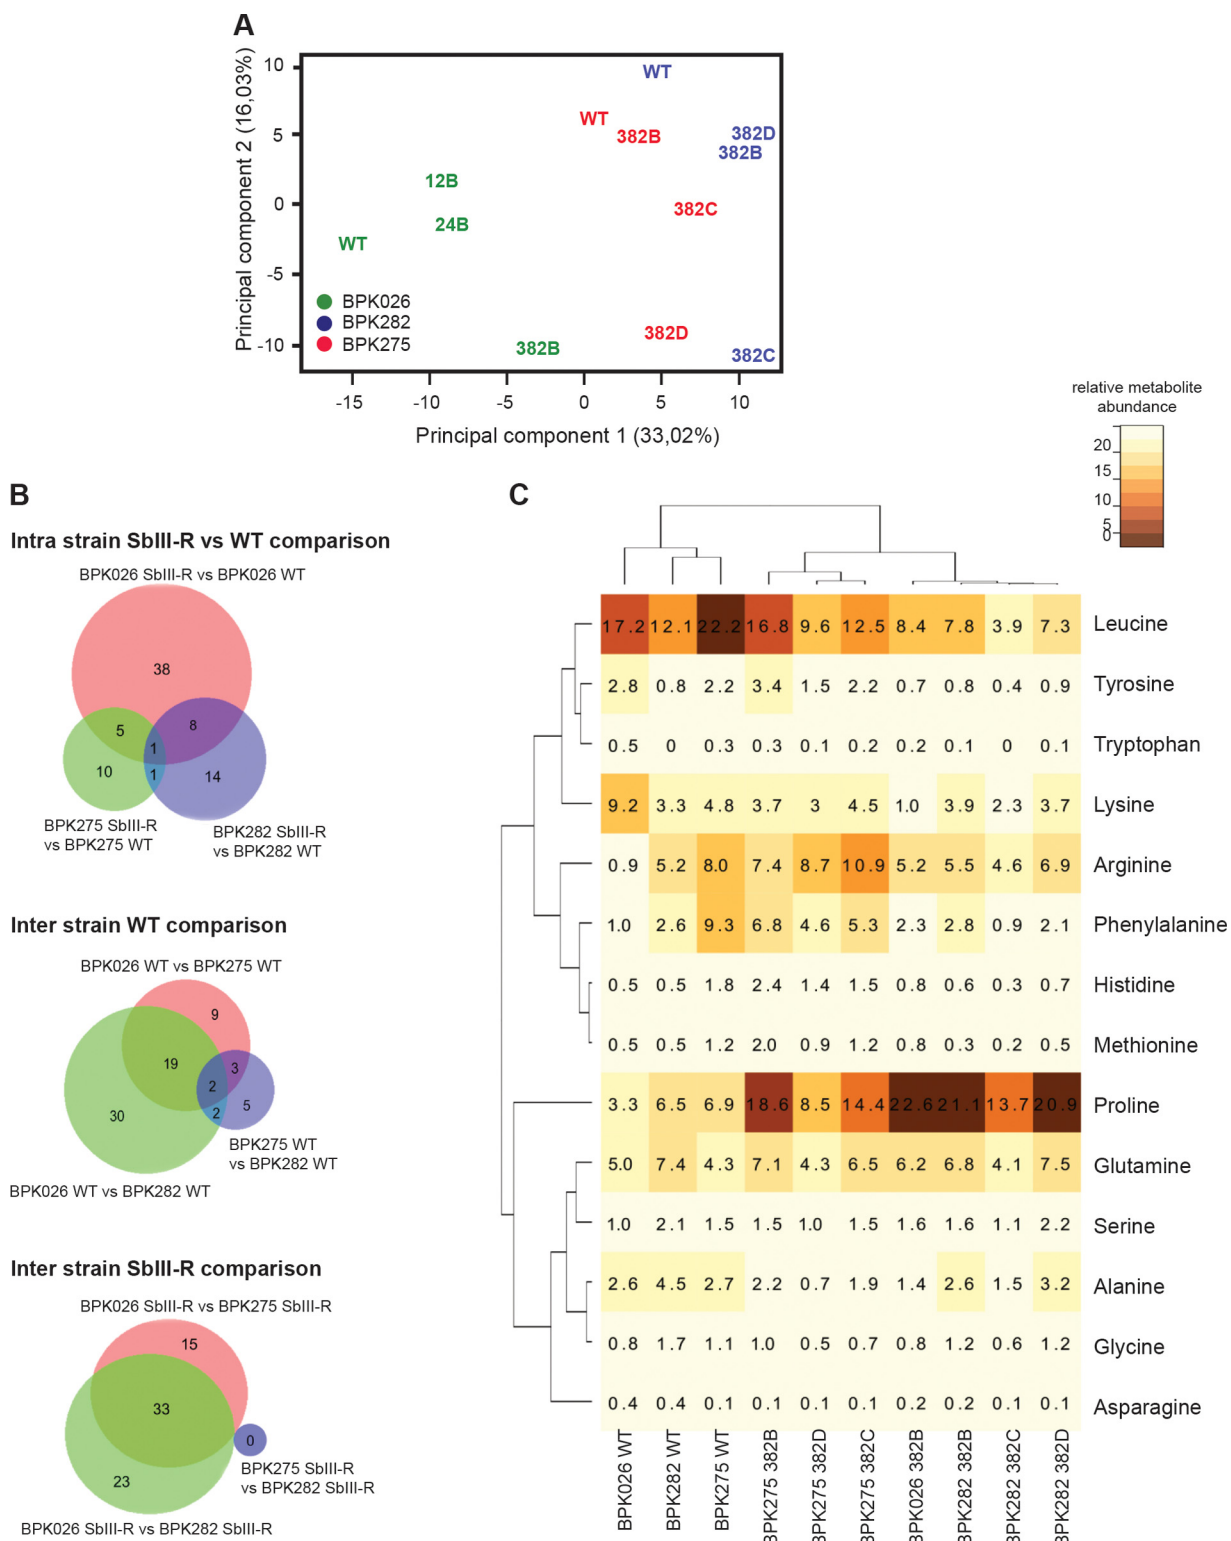 A
Principal component 2 (16,03%)
10
5
0
-5
-10
WT
WT
382B
382D
382B
12B
382C
24B
WT
382D
382B
382C
BPK026
BPK282
BPK275
-15 -10 -5 0 5 10
Principal component 1 (33,02%)
relative metabolite
abundance
20
15
10
5
0
B
Intra strain SbIII-R vs WT comparison
BPK026 SbIII-R vs BPK026 WT
38
5
8
1
10
1
14
BPK275 SbIII-R
vs BPK275 WT
BPK282 SbIII-R
vs BPK282 WT
Inter strain WT comparison
BPK026 WT vs BPK275 WT
9
19
3
2
30
2
5
BPK275 WT
vs BPK282 WT
BPK026 WT vs BPK282 WT
Inter strain SbIII-R comparison
BPK026 SbIII-R vs BPK275 SbIII-R
15
33
0
23
BPK275 SbIII-R
vs BPK282 SbIII-R
BPK026 SbIII-R vs BPK282 SbIII-R
C
17.2 12.1 22.2 16.8 9.6 12.5 8.4 7.8 3.9 7.3 Leucine
2.8 0.8 2.2 3.4 1.5 2.2 0.7 0.8 0.4 0.9 Tyrosine
0.5 0 0.3 0.3 0.1 0.2 0.2 0.1 0 0.1 Tryptophan
9.2 3.3 4.8 3.7 3 4.5 1.0 3.9 2.3 3.7 Lysine
0.9 5.2 8.0 7.4 8.7 10.9 5.2 5.5 4.6 6.9 Arginine
1.0 2.6 9.3 6.8 4.6 5.3 2.3 2.8 0.9 2.1 Phenylalanine
0.5 0.5 1.8 2.4 1.4 1.5 0.8 0.6 0.3 0.7 Histidine
0.5 0.5 1.2 2.0 0.9 1.2 0.8 0.3 0.2 0.5 Methionine
3.3 6.5 6.9 18.6 8.5 14.4 22.6 21.1 13.7 20.9 Proline
5.0 7.4 4.3 7.1 4.3 6.5 6.2 6.8 4.1 7.5 Glutamine
1.0 2.1 1.5 1.5 1.0 1.5 1.6 1.6 1.1 2.2 Serine
2.6 4.5 2.7 2.2 0.7 1.9 1.4 2.6 1.5 3.2 Alanine
0.8 1.7 1.1 1.0 0.5 0.7 0.8 1.2 0.6 1.2 Glycine
0.4 0.4 0.1 0.1 0.1 0.1 0.2 0.2 0.1 0.1 Asparagine
BPK026 WT
BPK282 WT
BPK275 WT
BPK275 382B
BPK275 382D
BPK275 382C
BPK026 382B
BPK282 382B
BPK282 382C
BPK282 382D